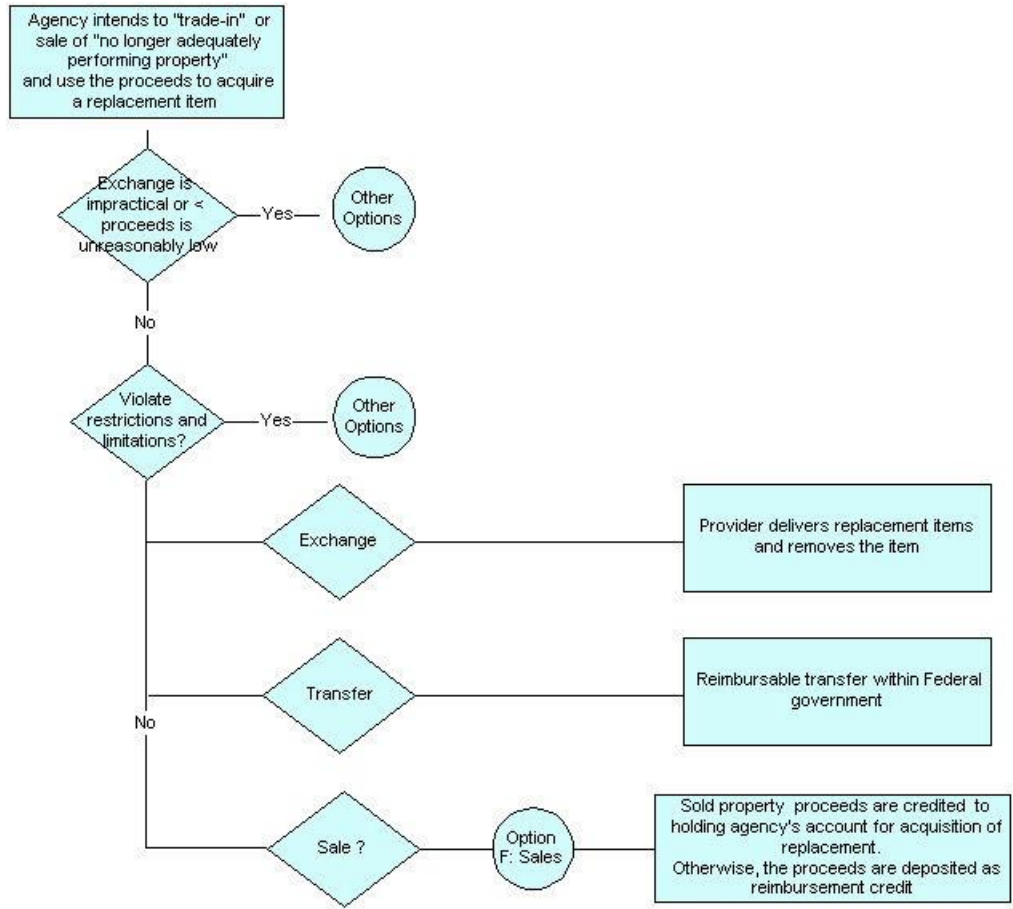 Agency intends to "trade-in" or
sale of "no longer adequately
performing property"
and use the proceeds to acquire
a replacement item
Exchange is
impractical or <
proceeds is
unreasonably low
Yes
Other
Options
No
Violate
restrictions and
limitations?
Yes
Other
Options
Exchange
Provider delivers replacement items
and removes the item
Transfer
Reimbursable transfer within Federal
government
No
Sale ?
Option
F: Sales
Sold property proceeds are credited to
holding agency's account for acquisition of
replacement.
Otherwise, the proceeds are deposited as
reimbursement credit